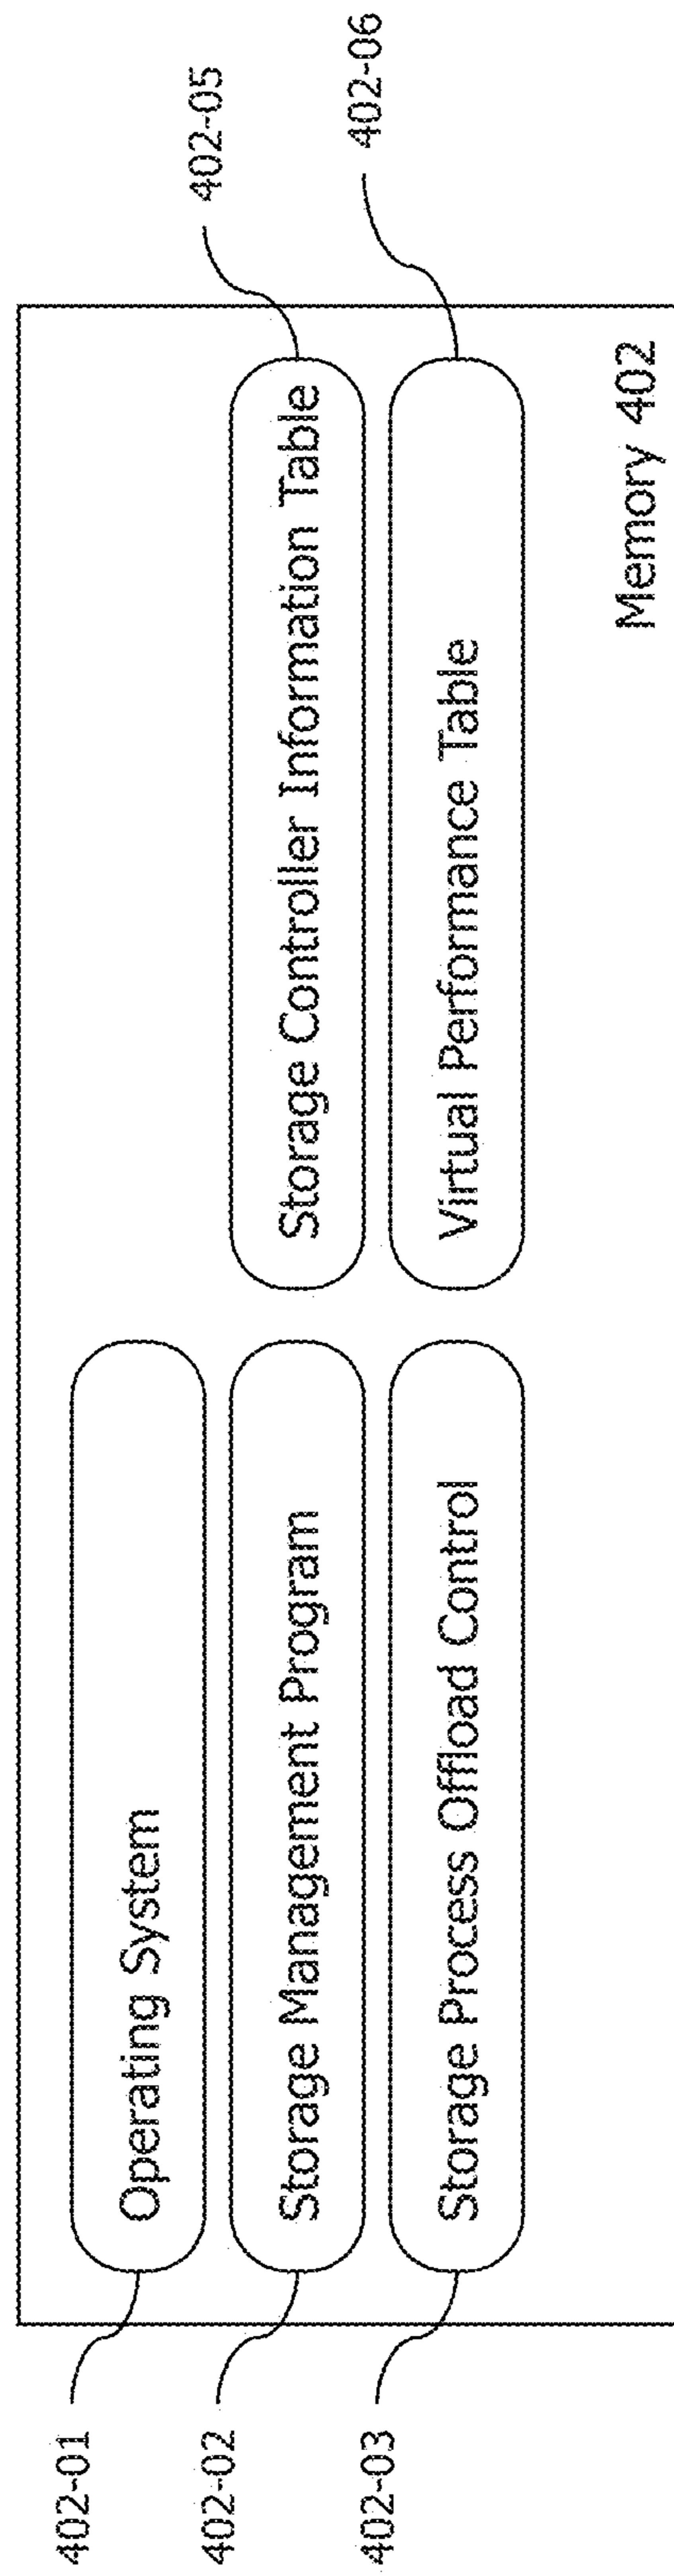 402-01
Operating System
402-02
Storage Management Program
402-03
Storage Process Offload Control
Storage Controller Information Table
402-05
Virtual Performance Table
402-06
Memory 402